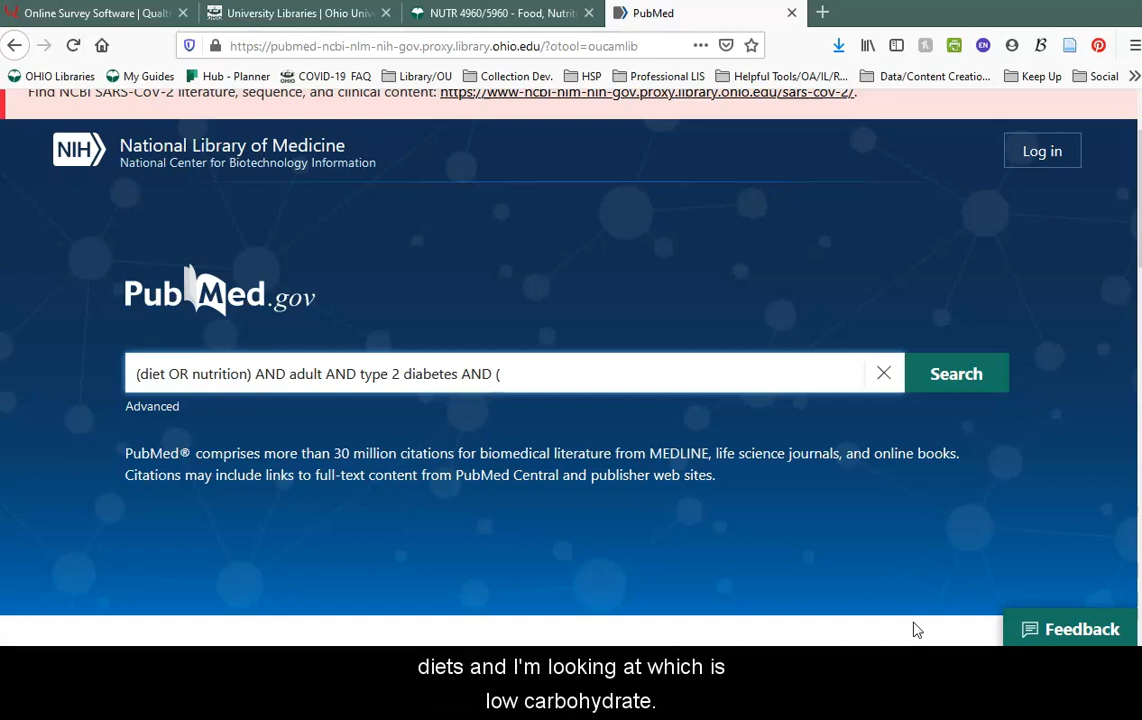 Online Survey Software | Qualt
University Libraries | Ohio Univ
NUTR 4960/5960 - Food, Nutrit
PubMed
https://pubmed-ncbi-nlm-nih-gov.proxy.library.ohio.edu/?otool=oucamlib
OHIO Libraries
My Guides
Hub - Planner
COVID-19 FAQ
Library/OU
Collection Dev.
HSP
Professional LIS
Helpful Tools/OA/IL/R...
Data/Content Creatio...
Keep Up
Social
Find NCBI SARS-CoV-2 literature, sequence, and clinical content: https://www-ncbi-nlm-nih-gov.proxy.library.ohio.edu/sars-cov-2/.
NIH
National Library of Medicine
National Center for Biotechnology Information
Log in
PubMed.gov
(diet OR nutrition) AND adult AND type 2 diabetes AND (
Search
Advanced
PubMed® comprises more than 30 million citations for biomedical literature from MEDLINE, life science journals, and online books.
Citations may include links to full-text content from PubMed Central and publisher web sites.
Feedback
diets and I'm looking at which is
low carbohydrate.